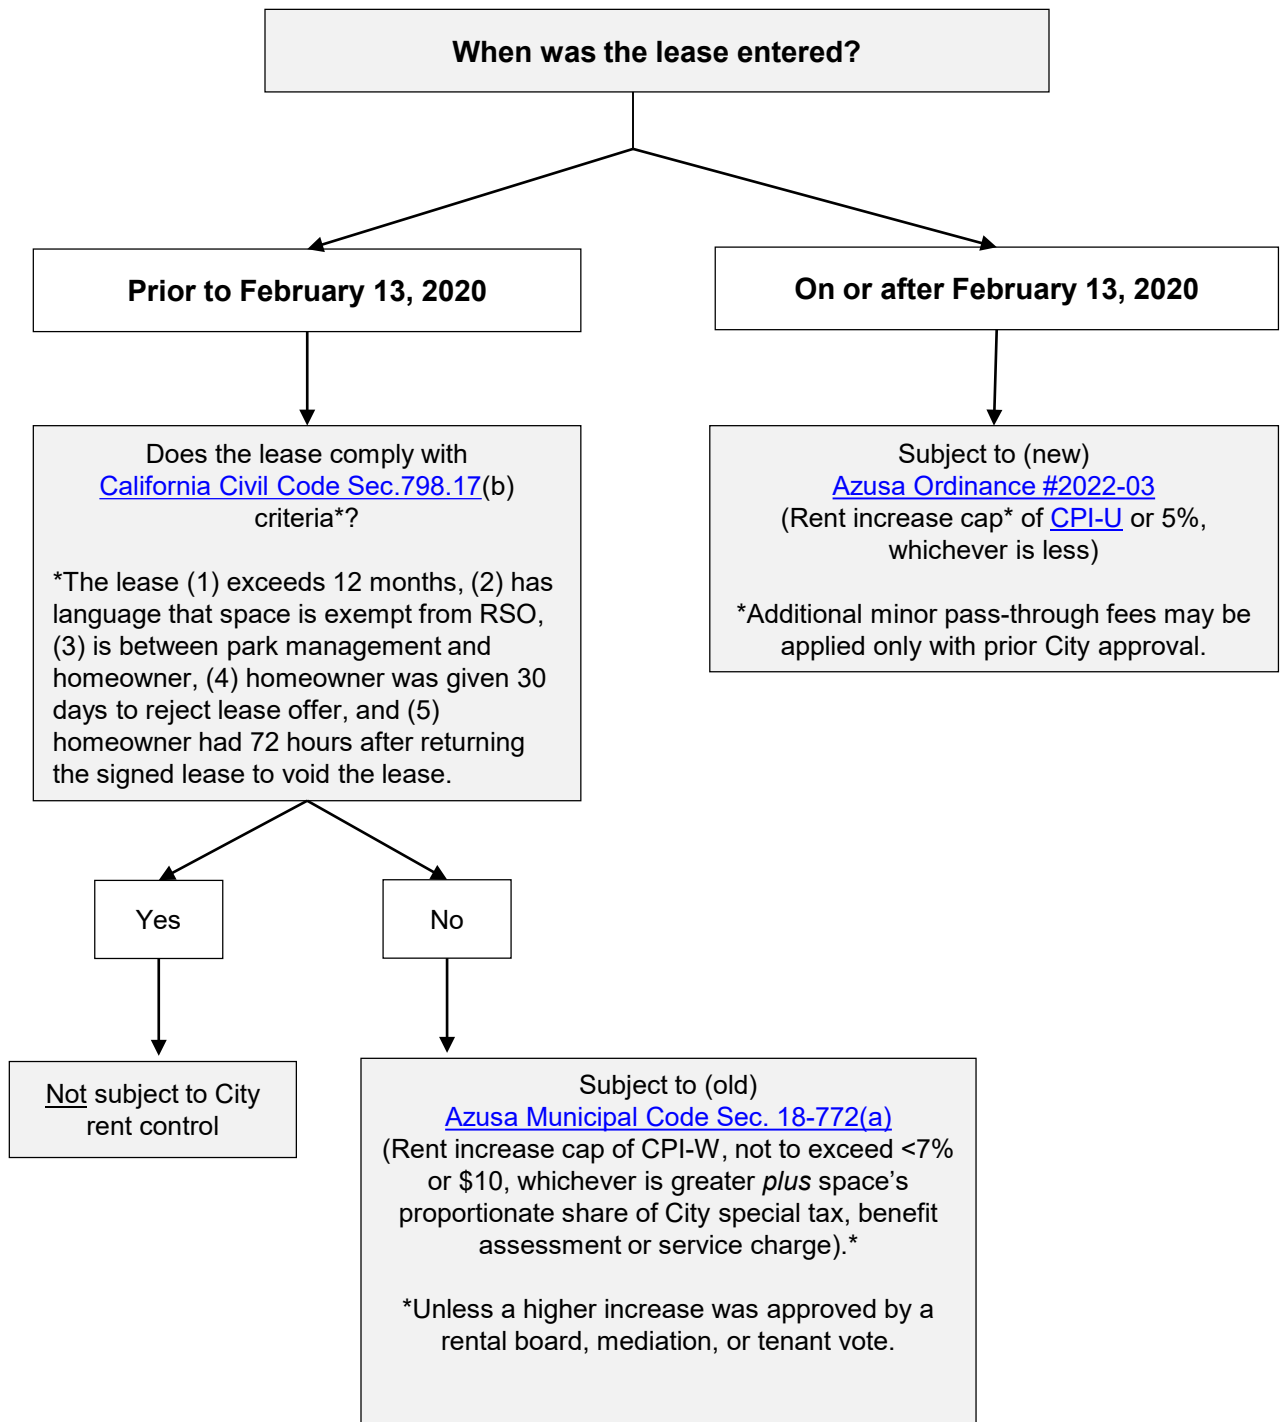 When was the lease entered?
Prior to February 13, 2020
On or after February 13, 2020
Does the lease comply with
California Civil Code Sec.798.17(b)
criteria*?
*The lease (1) exceeds 12 months, (2) has
language that space is exempt from RSO,
(3) is between park management and
homeowner, (4) homeowner was given 30
days to reject lease offer, and (5)
homeowner had 72 hours after returning
the signed lease to void the lease.
Subject to (new)
Azusa Ordinance #2022-03
(Rent increase cap* of CPI-U or 5%,
whichever is less)
*Additional minor pass-through fees may be
applied only with prior City approval.
Yes
No
Not subject to City
rent control
Subject to (old)
Azusa Municipal Code Sec. 18-772(a)
(Rent increase cap of CPI-W, not to exceed <7%
or $10, whichever is greater plus space’s
proportionate share of City special tax, benefit
assessment or service charge).*
*Unless a higher increase was approved by a
rental board, mediation, or tenant vote.